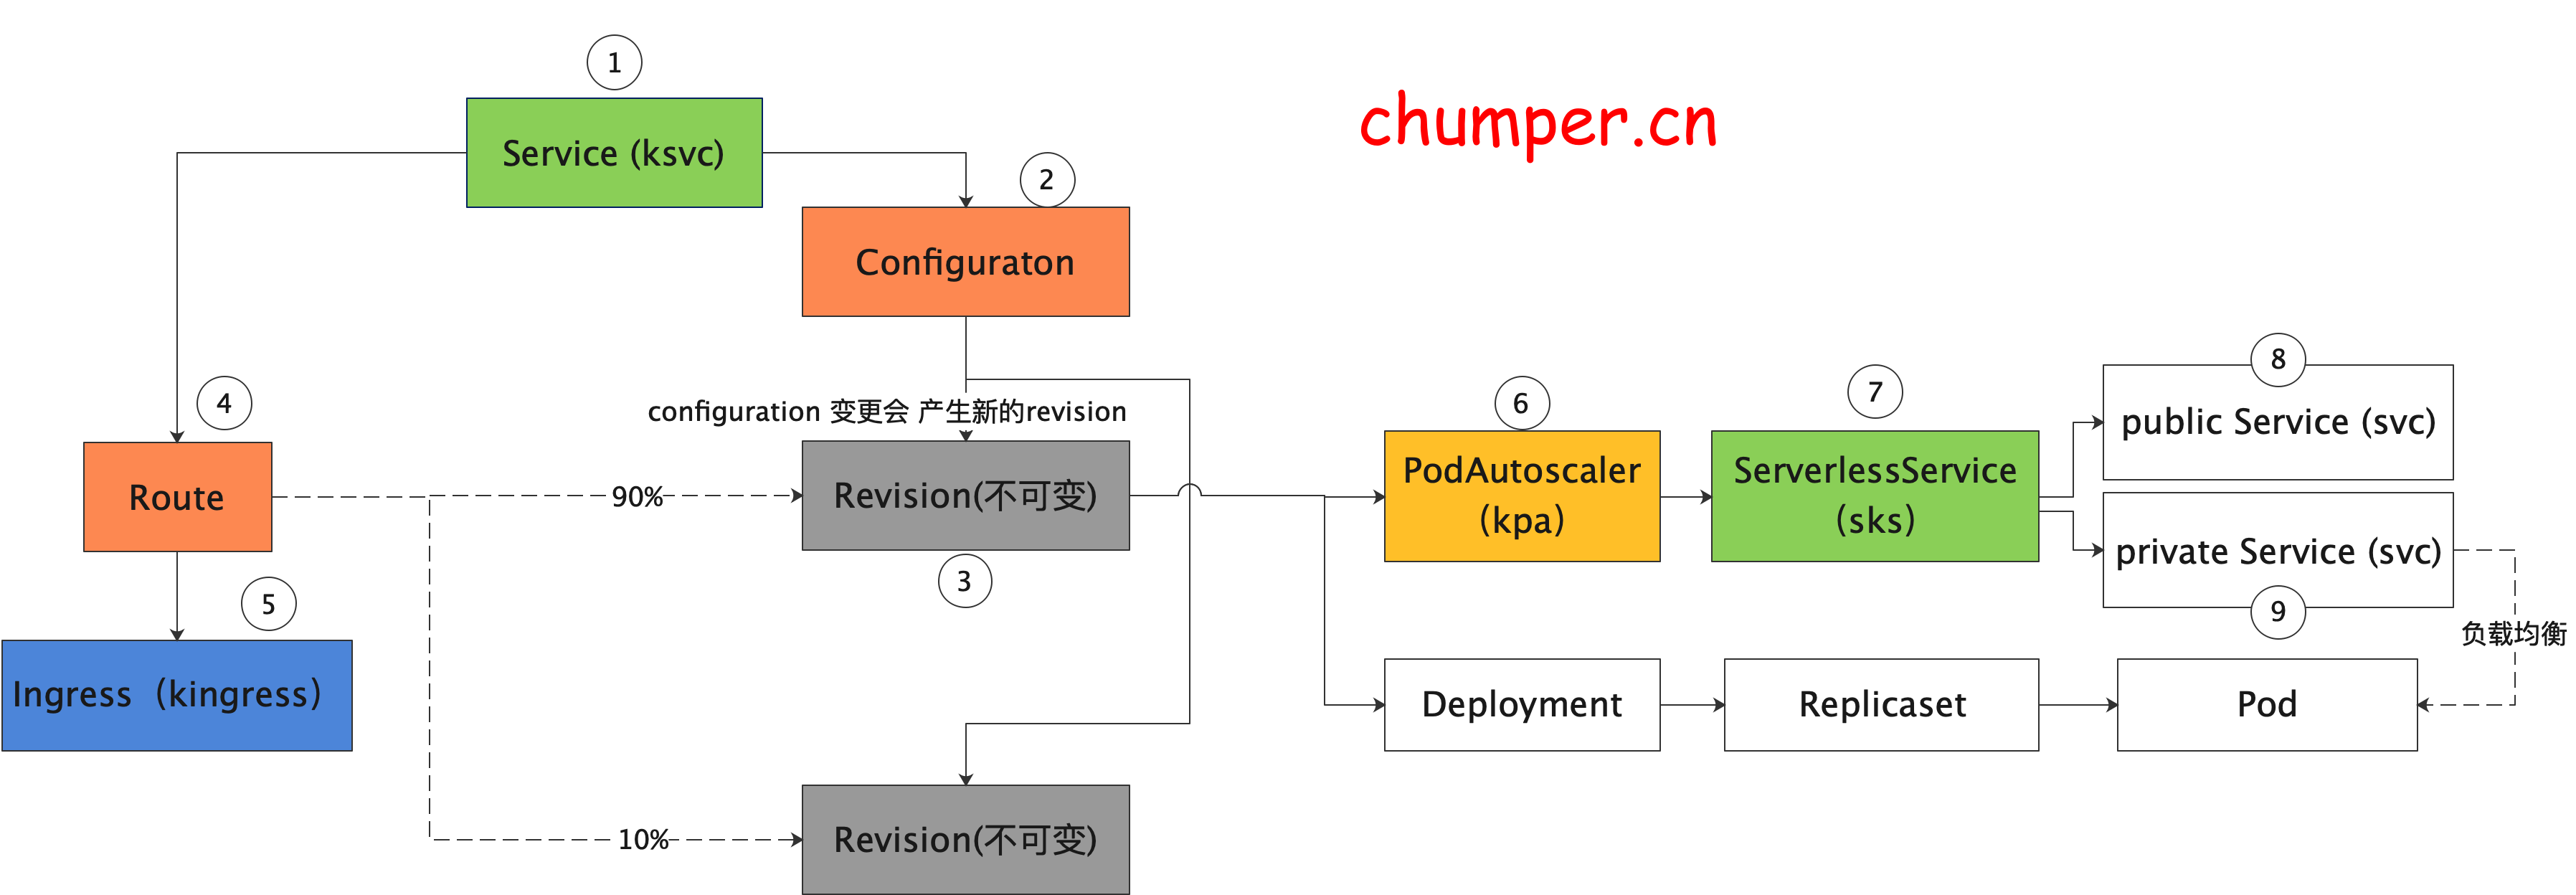 1
Service (ksvc)
chumper.cn
2
Configuraton
4
configuration 变更会 产生新的revision
Route
90%
Revision(不可变)
3
5
Ingress（kingress）
10%
Revision(不可变)
6
PodAutoscaler
(kpa)
7
ServerlessService
(sks)
8
public Service (svc)
private Service (svc)
9
负载均衡
Deployment
Replicaset
Pod